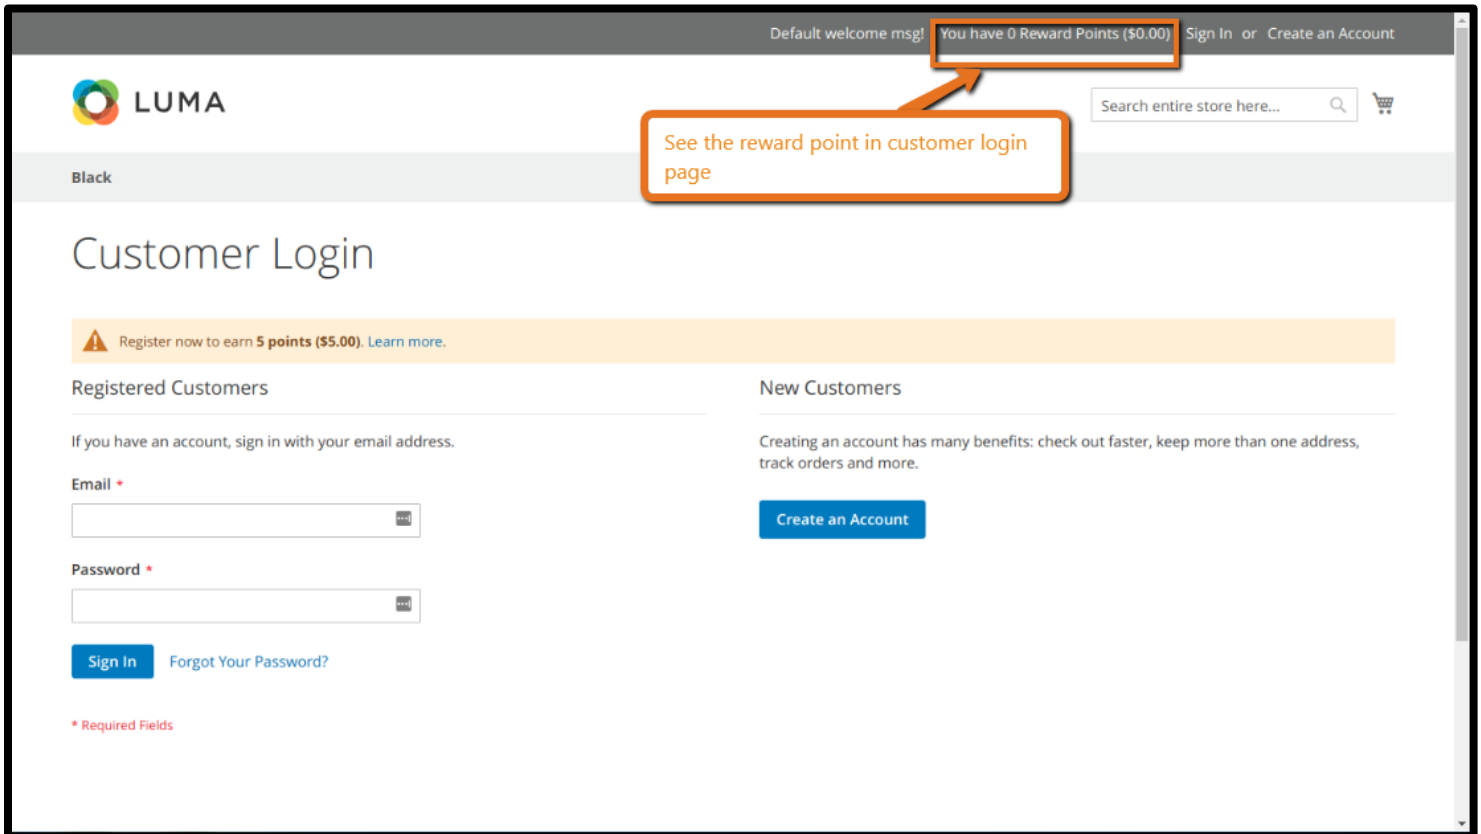 Default welcome msg! You have 0 Reward Points ($0.00) Sign In or Create an Account
LUMA
Search entire store here...
See the reward point in customer login
page
Black
Customer Login
Register now to earn 5 points ($5.00). Learn more.
Registered Customers
If you have an account, sign in with your email address.
Email *
Password *
Sign In Forgot Your Password?
* Required Fields
New Customers
Creating an account has many benefits: check out faster, keep more than one address,
track orders and more.
Create an Account